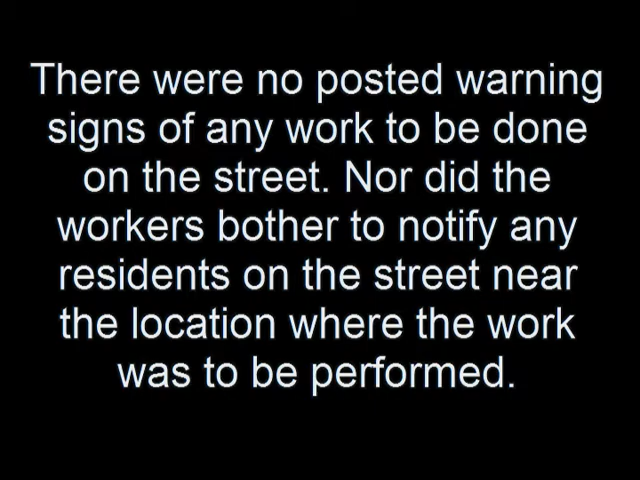 There were no posted warning
signs of any work to be done
on the street. Nor did the
workers bother to notify any
residents on the street near
the location where the work
was to be performed.